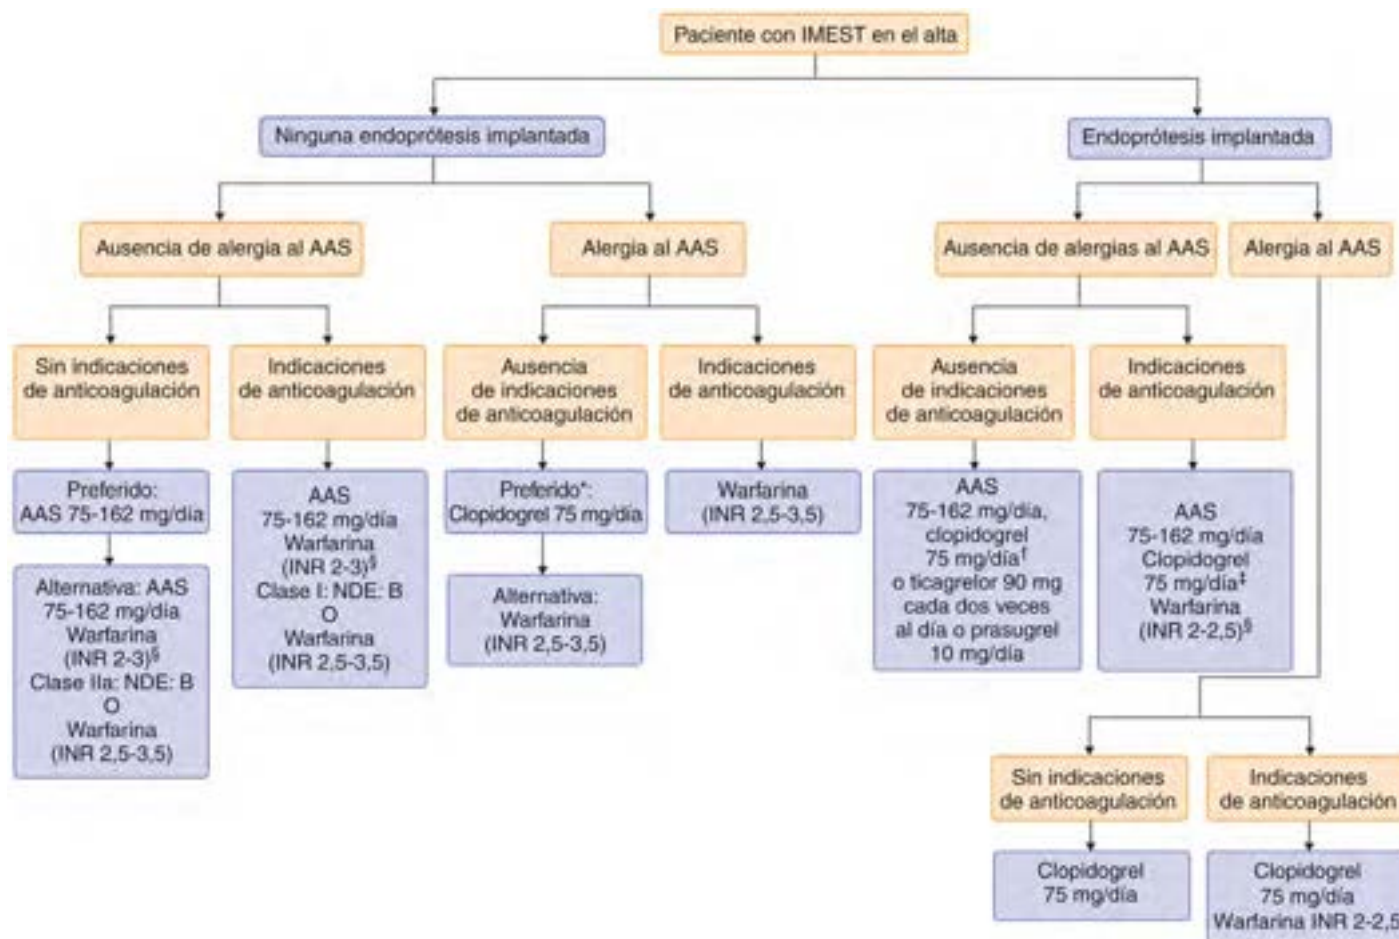 Paciente con IMEST en el alta
Ninguna endoprótesis implantada
Endoprótesis implantada
Ausencia de alergia al AAS
Alergia al AAS
Ausencia de alergias al AAS
Alergia al AAS
Sin indicaciones
de anticoagulación
Indicaciones
de anticoagulación
Ausencia
de indicaciones
de anticoagulación
Indicaciones
de anticoagulación
Ausencia
de indicaciones
de anticoagulación
Indicaciones
de anticoagulación
Preferido:
AAS 75-162 mg/día
Alternativa: AAS
75-162 mg/día
Warfarina
(INR 2-3)§
Clase IIa: NDE: B
O
Warfarina
(INR 2,5-3,5)
AAS
75-162 mg/día
Warfarina
(INR 2-3)§
Clase I: NDE: B
O
Warfarina
(INR 2,5-3,5)
Preferido*:
Clopidogrel 75 mg/día
Alternativa:
Warfarina
(INR 2,5-3,5)
Warfarina
(INR 2,5-3,5)
AAS
75-162 mg/día,
clopidogrel
75 mg/día†
o ticagrelor 90 mg
cada dos veces
al día o prasugrel
10 mg/día
AAS
75-162 mg/día
Clopidogrel
75 mg/día‡
Warfarina
(INR 2-2,5)§
Sin indicaciones
de anticoagulación
Indicaciones
de anticoagulación
Clopidogrel
75 mg/día
Clopidogrel
75 mg/día
Warfarina INR 2-2,5